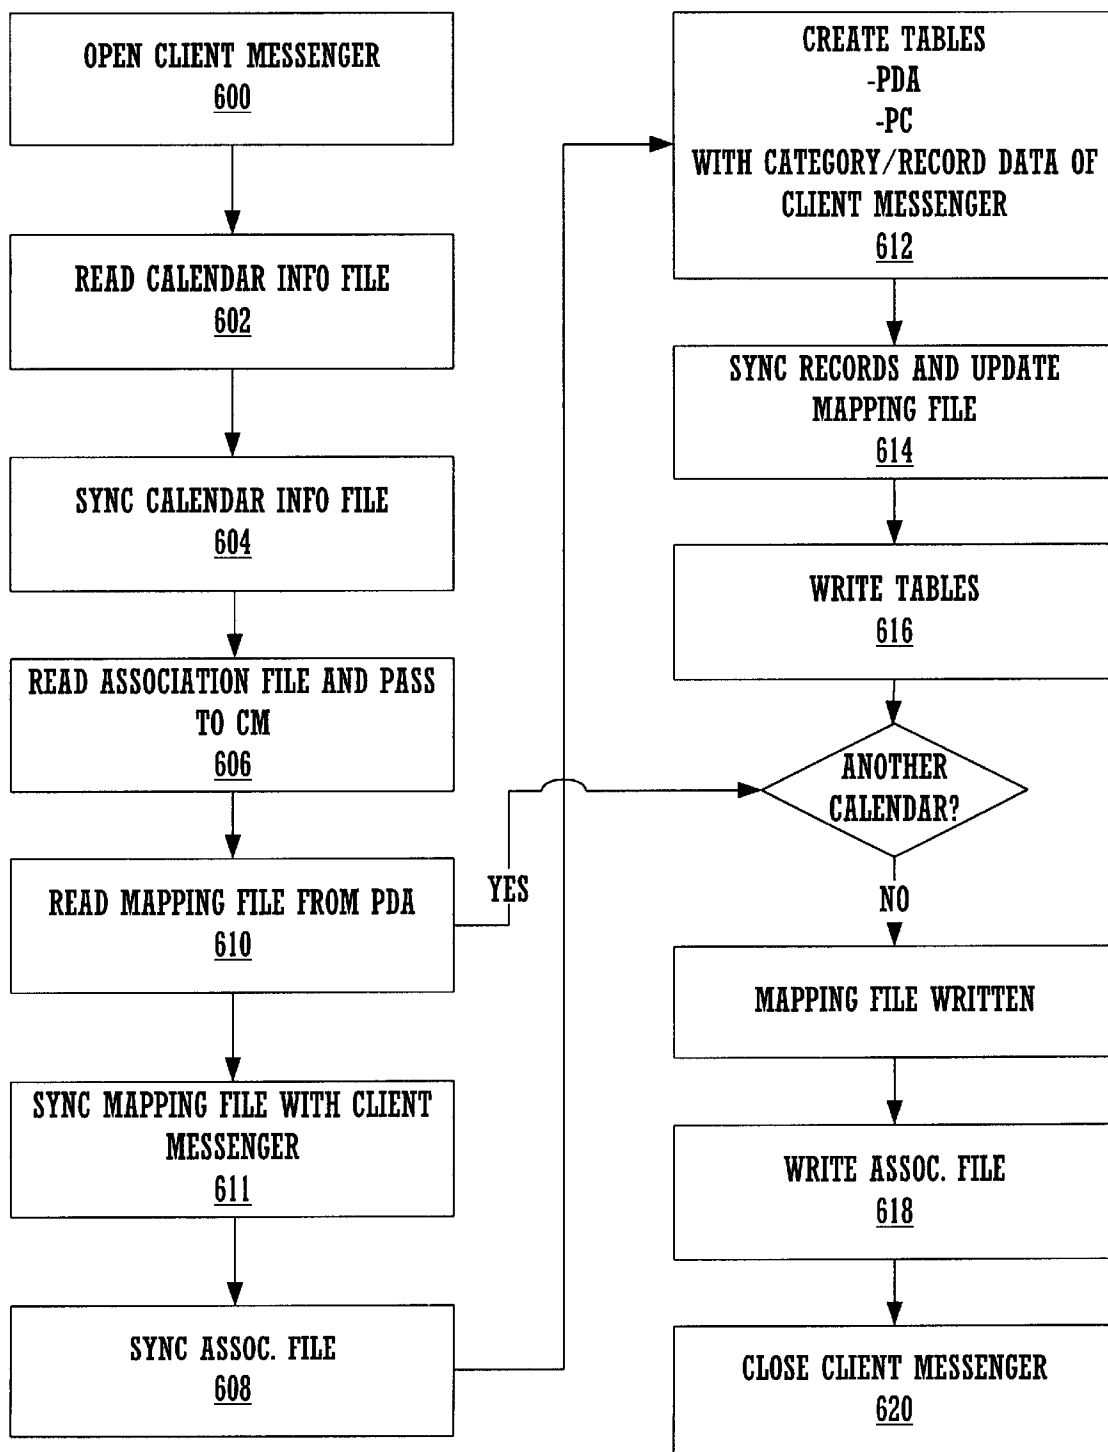 OPEN CLIENT MESSENGER
600
READ CALENDAR INFO FILE
602
SYNC CALENDAR INFO FILE
604
READ ASSOCIATION FILE AND PASS
TO CM
606
READ MAPPING FILE FROM PDA
610
SYNC MAPPING FILE WITH CLIENT
MESSENGER
611
SYNC ASSOC. FILE
608
YES
CREATE TABLES
-PDA
-PC
WITH CATEGORY/RECORD DATA OF
CLIENT MESSENGER
612
SYNC RECORDS AND UPDATE
MAPPING FILE
614
WRITE TABLES
616
ANOTHER
CALENDAR?
NO
MAPPING FILE WRITTEN
WRITE ASSOC. FILE
618
CLOSE CLIENT MESSENGER
620